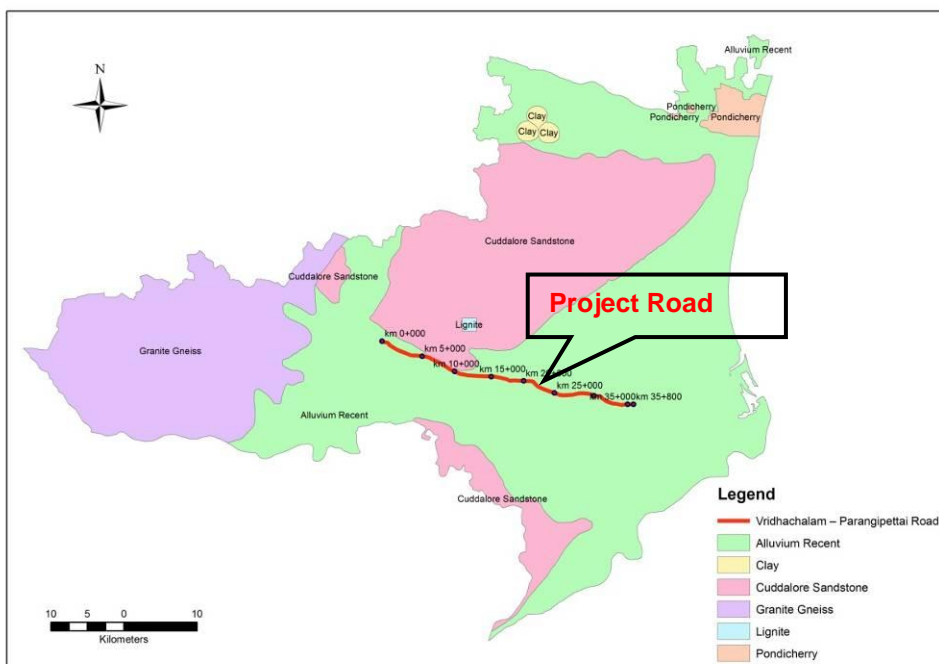 Alluvium Recent
N
Pondicherry
Pondicherry
Pondicherry
Clay
Clay
Clay
Cuddalore Sandstone
Cuddalore Sandstone
Project Road
Lignite
km 0+000
Granite Gneiss
km 5+000
km 10+000
km 15+000
km 25+000
km 35+800
Alluvium Recent
Cuddalore Sandstone
Legend
Vridhachalam – Parangipettai Road
Alluvium Recent
Clay
Cuddalore Sandstone
Granite Gneiss
Lignite
Pondicherry
10 5 0 10
Kilometers